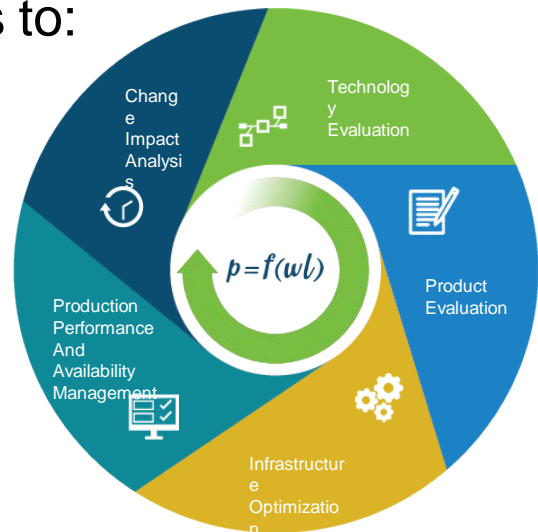 s to:
Chang
e
Impact
Analysi
s
Technolog
y
Evaluation
p=f(wl)
Product
Evaluation
Production
Performance
And
Availability
Management
Infrastructur
e
Optimizatio
n